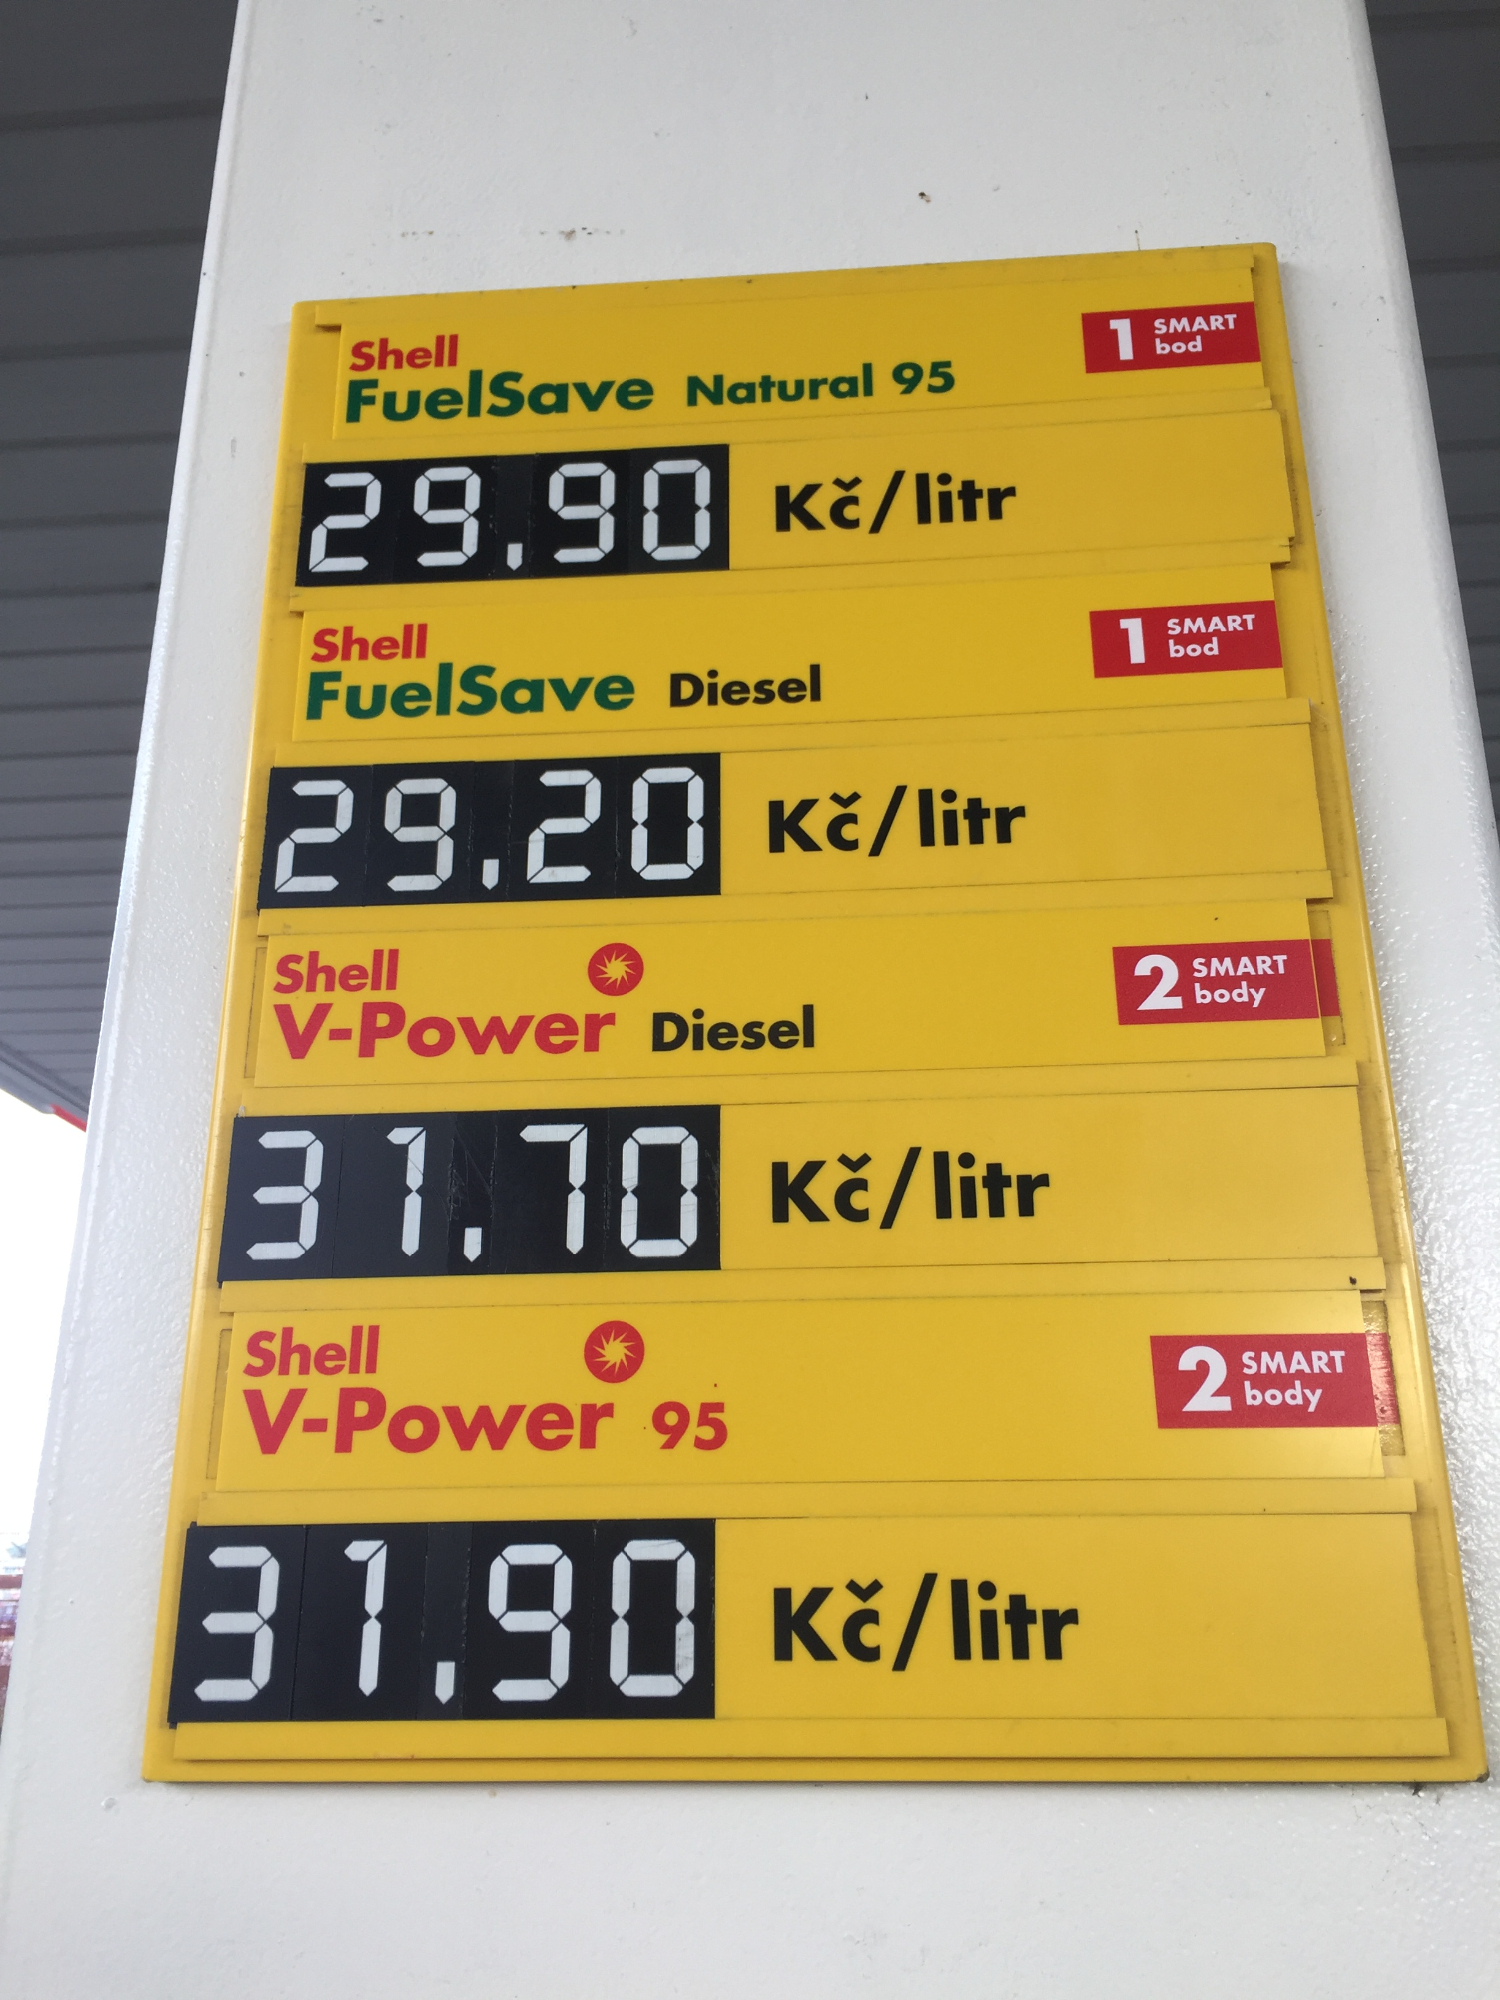 Shell
FuelSave Natural 95
1 SMART
bod
29,90 Kč/litr
Shell
FuelSave Diesel
1 SMART
bod
29,20 Kč/litr
Shell
V-Power Diesel
2 SMART
body
31,70 Kč/litr
Shell
V-Power 95
2 SMART
body
31,90 Kč/litr